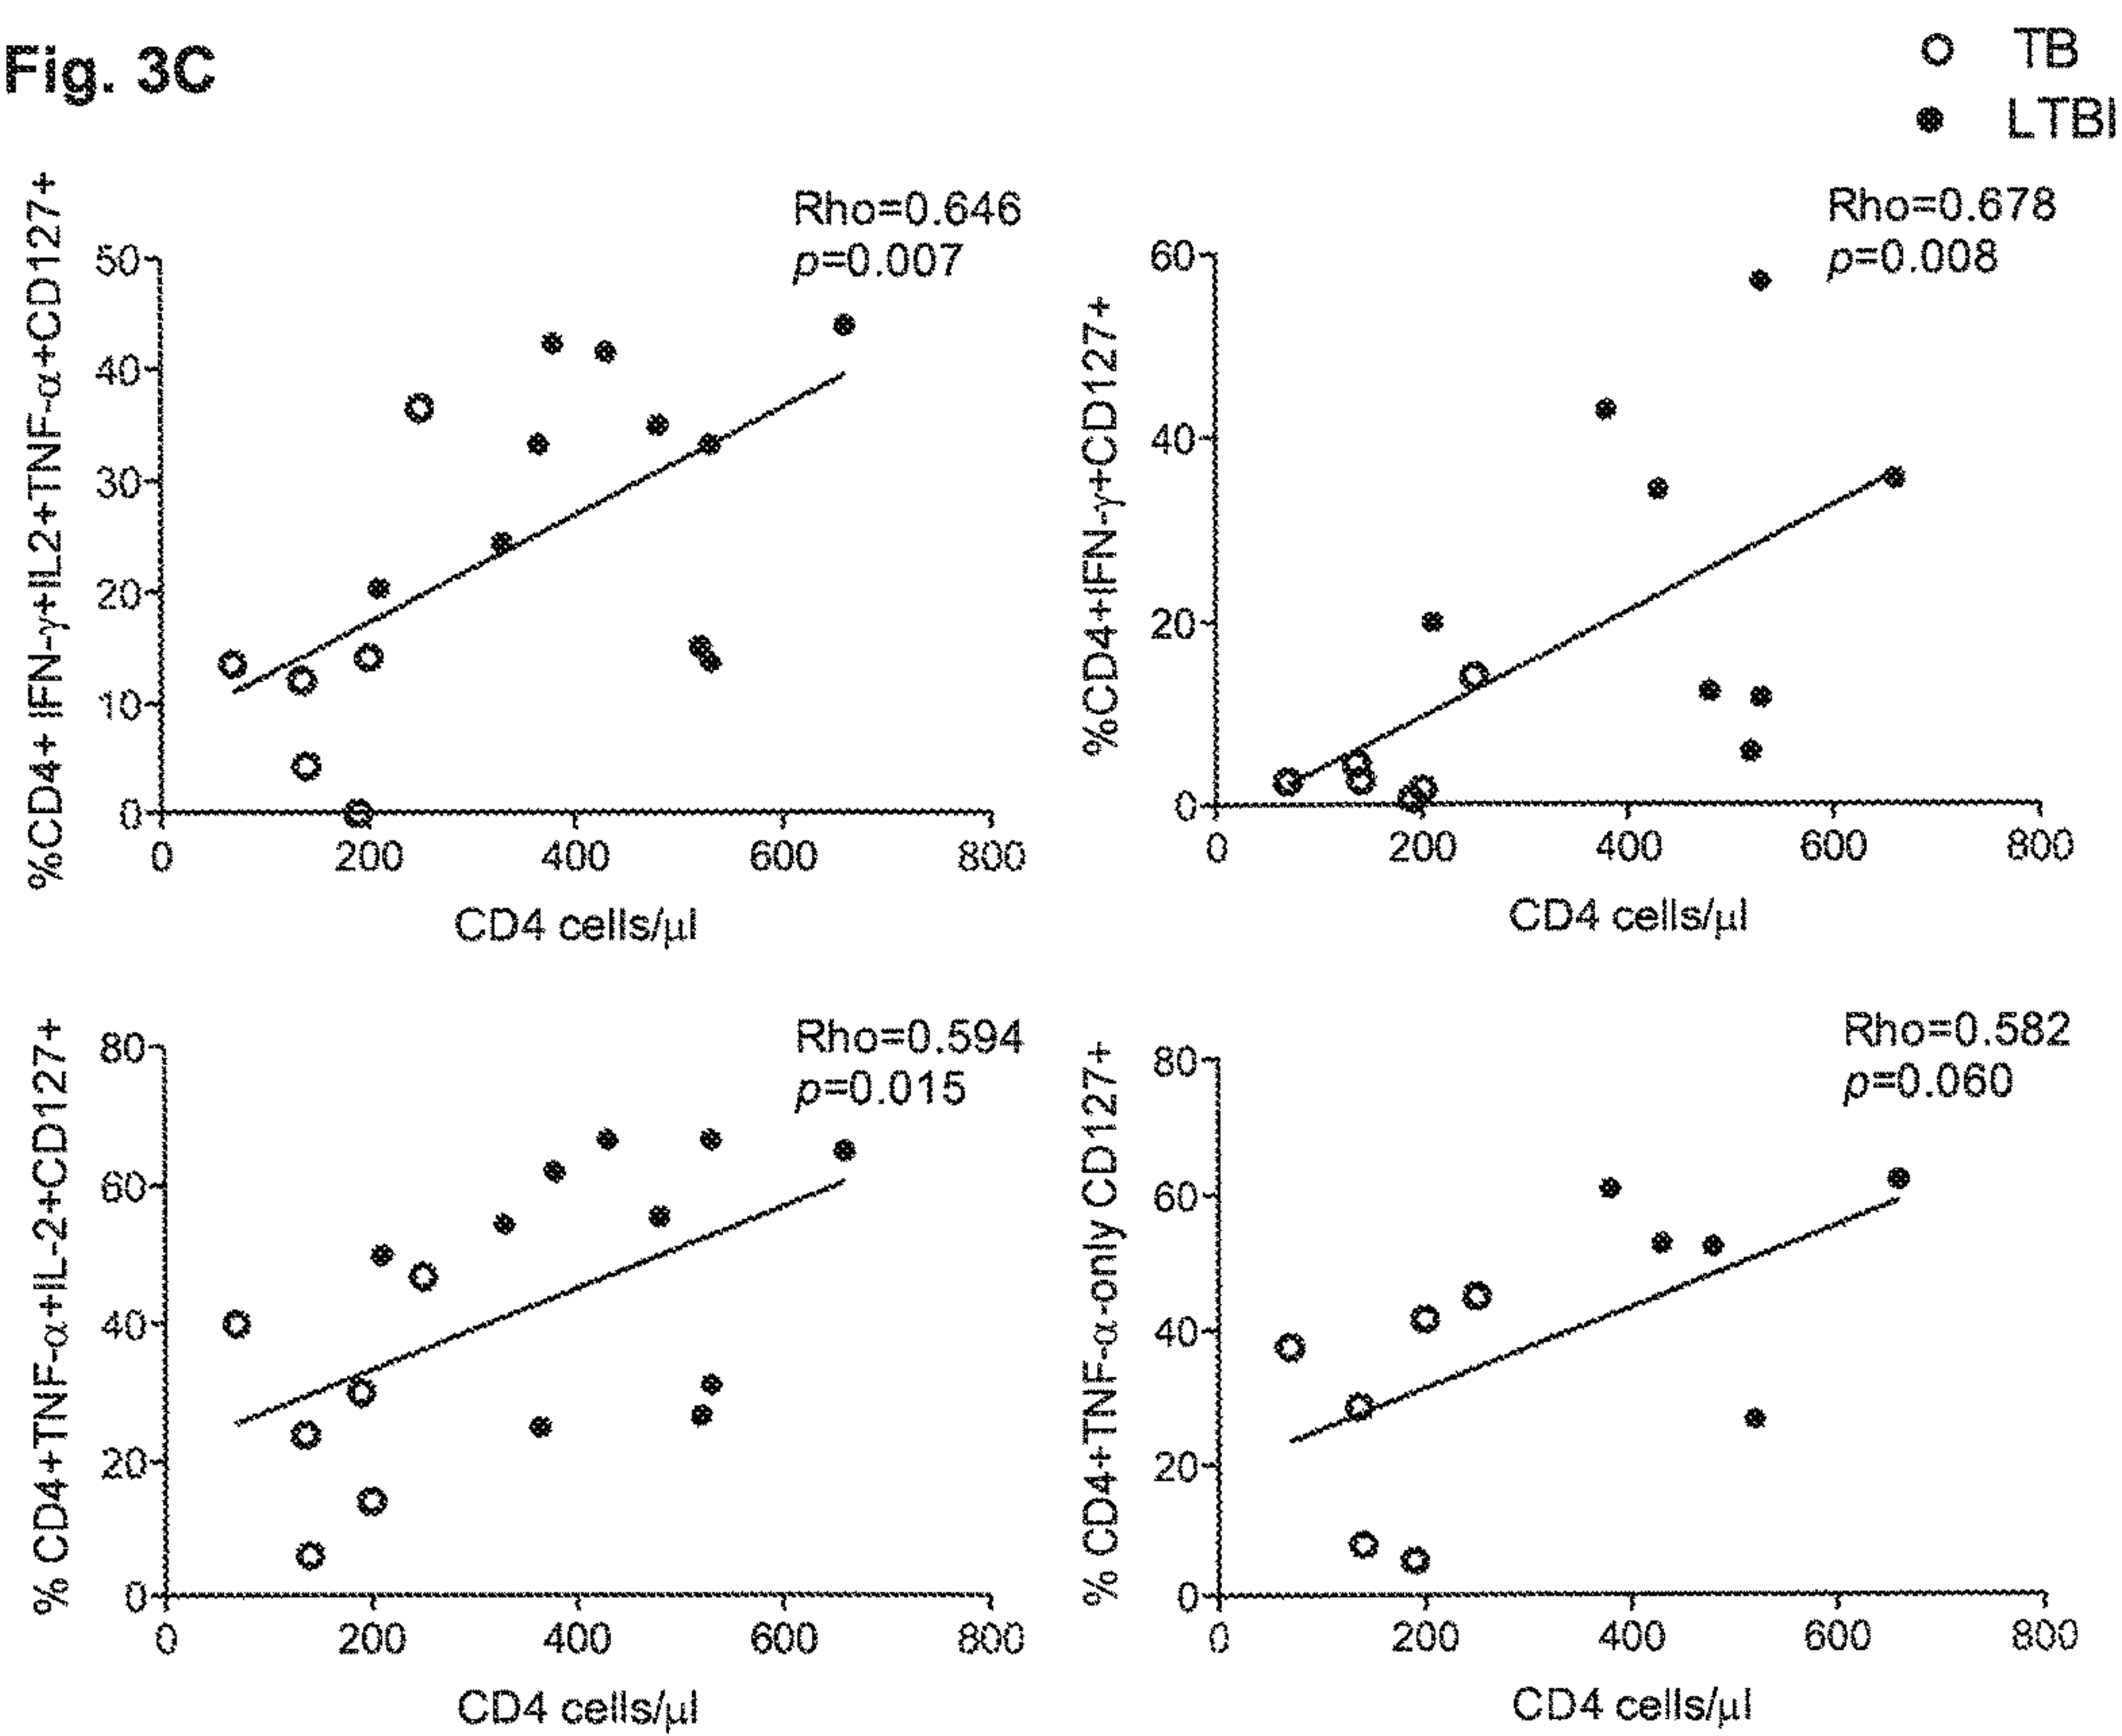 Fig. 3C
TB
LTBI
%CD4+ IFN-γ+IL2+TNF-α+CD127+
Rho=0.646
p=0.007
50
40
30
20
10
0
0 200 400 600 800
CD4 cells/μl
%CD4+IFN-γ+CD127+
Rho=0.678
p=0.008
60
40
20
0
0 200 400 600 800
CD4 cells/μl
% CD4+TNF-α+IL-2+CD127+
Rho=0.594
p=0.015
80
60
40
20
0
0 200 400 600 800
CD4 cells/μl
% CD4+TNF-α-only CD127+
Rho=0.582
p=0.060
80
60
40
20
0
0 200 400 600 800
CD4 cells/μl